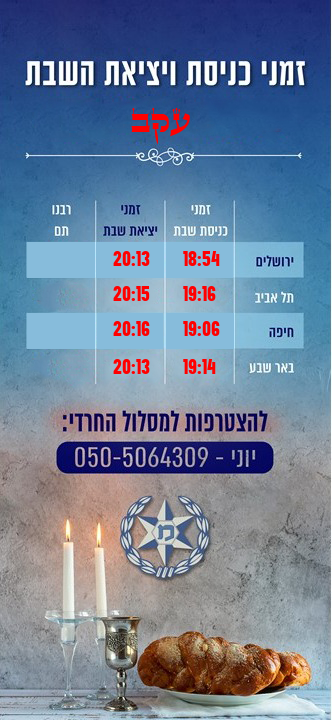 זמני כניסת ויציאת השבת
עקב
זמני כניסת שבת זמני יציאת שבת רבנו תם
ירושלים 18:54 20:13
תל אביב 19:16 20:15
חיפה 19:06 20:16
באר שבע 19:14 20:13
להצטרפות למסלול החרדי:
יוני - 050-5064309
מ